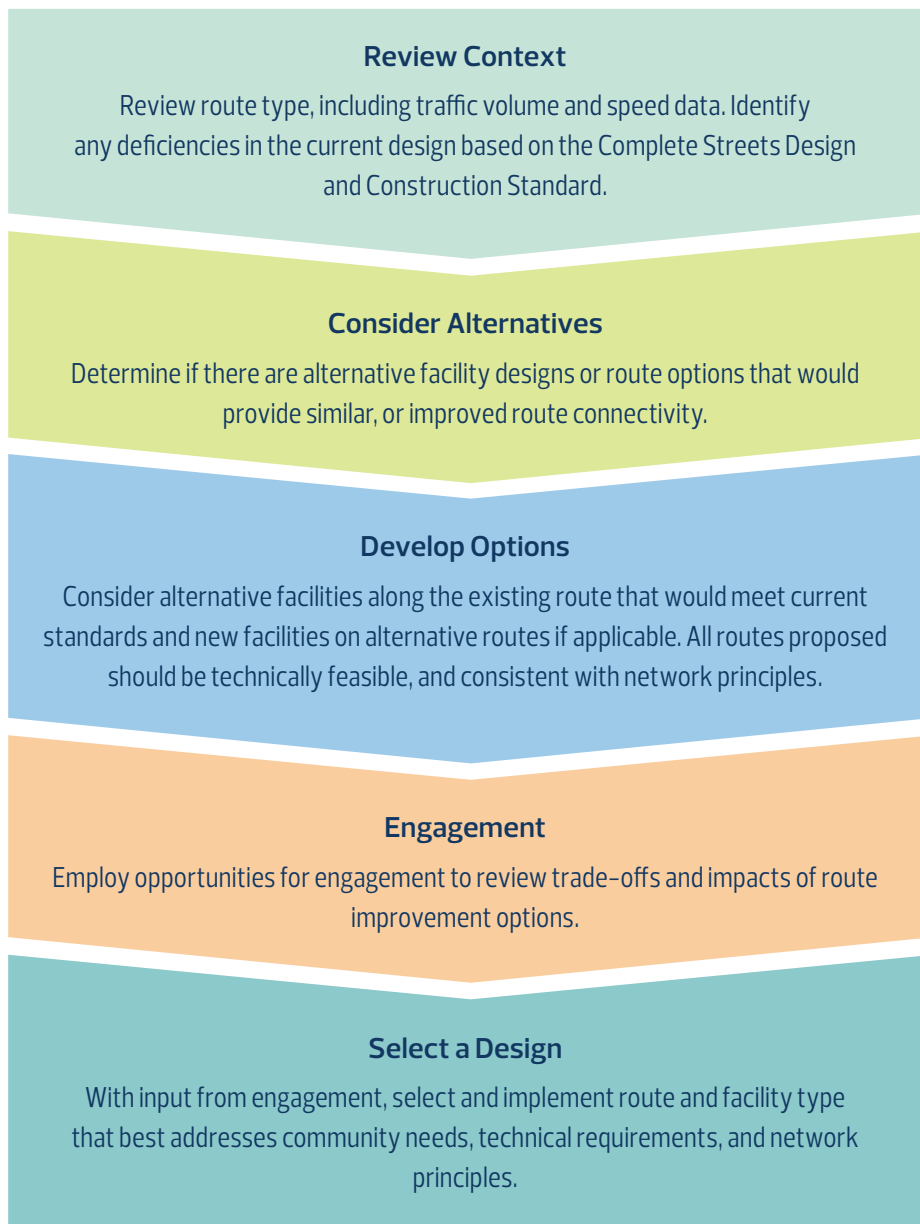 Review Context
Review route type, including traffic volume and speed data. Identify
any deficiencies in the current design based on the Complete Streets Design
and Construction Standard.
Consider Alternatives
Determine if there are alternative facility designs or route options that would
provide similar, or improved route connectivity.
Develop Options
Consider alternative facilities along the existing route that would meet current
standards and new facilities on alternative routes if applicable. All routes proposed
should be technically feasible, and consistent with network principles.
Engagement
Employ opportunities for engagement to review trade-offs and impacts of route
improvement options.
Select a Design
With input from engagement, select and implement route and facility type
that best addresses community needs, technical requirements, and network
principles.